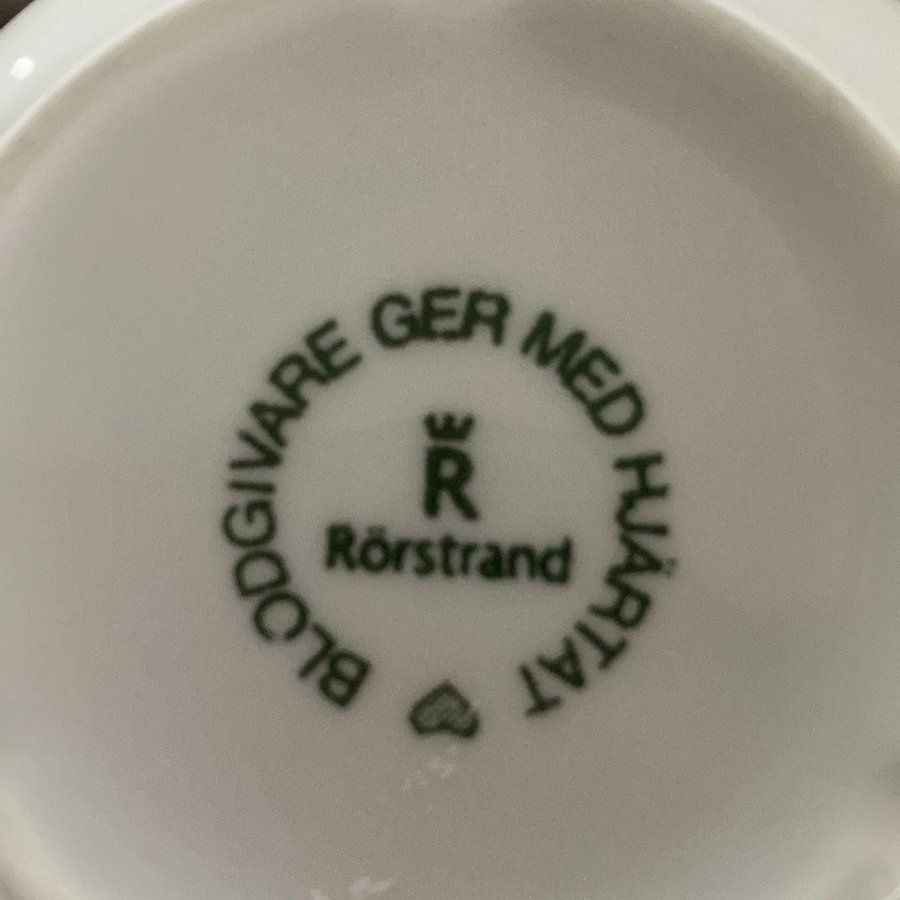 BLODGIVARE GER MED HJÄRTAT
R
Rörstrand